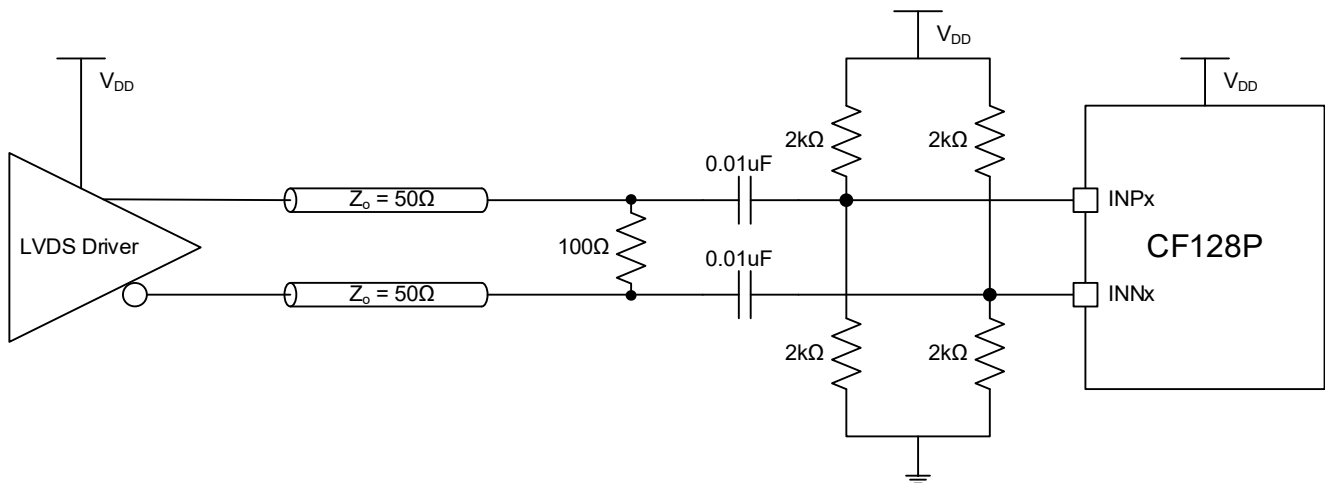 V_DD
V_DD
V_DD
2kΩ
2kΩ
0.01uF
Z_o = 50Ω
INPx
LVDS Driver
100Ω
CF128P
0.01uF
Z_o = 50Ω
INNx
2kΩ
2kΩ